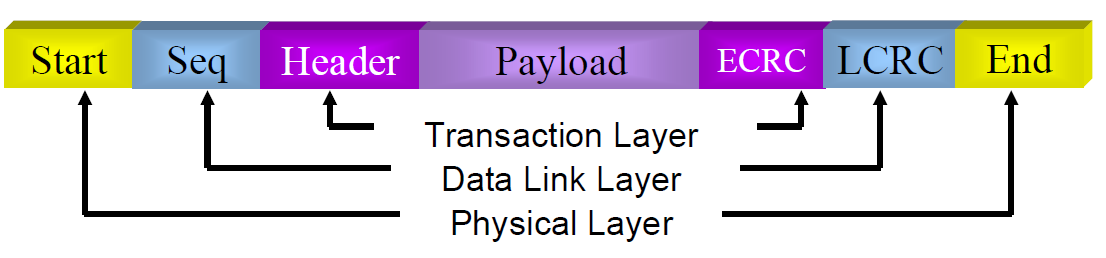 Start Seq Header Payload ECRC LCRC End
Transaction Layer
Data Link Layer
Physical Layer